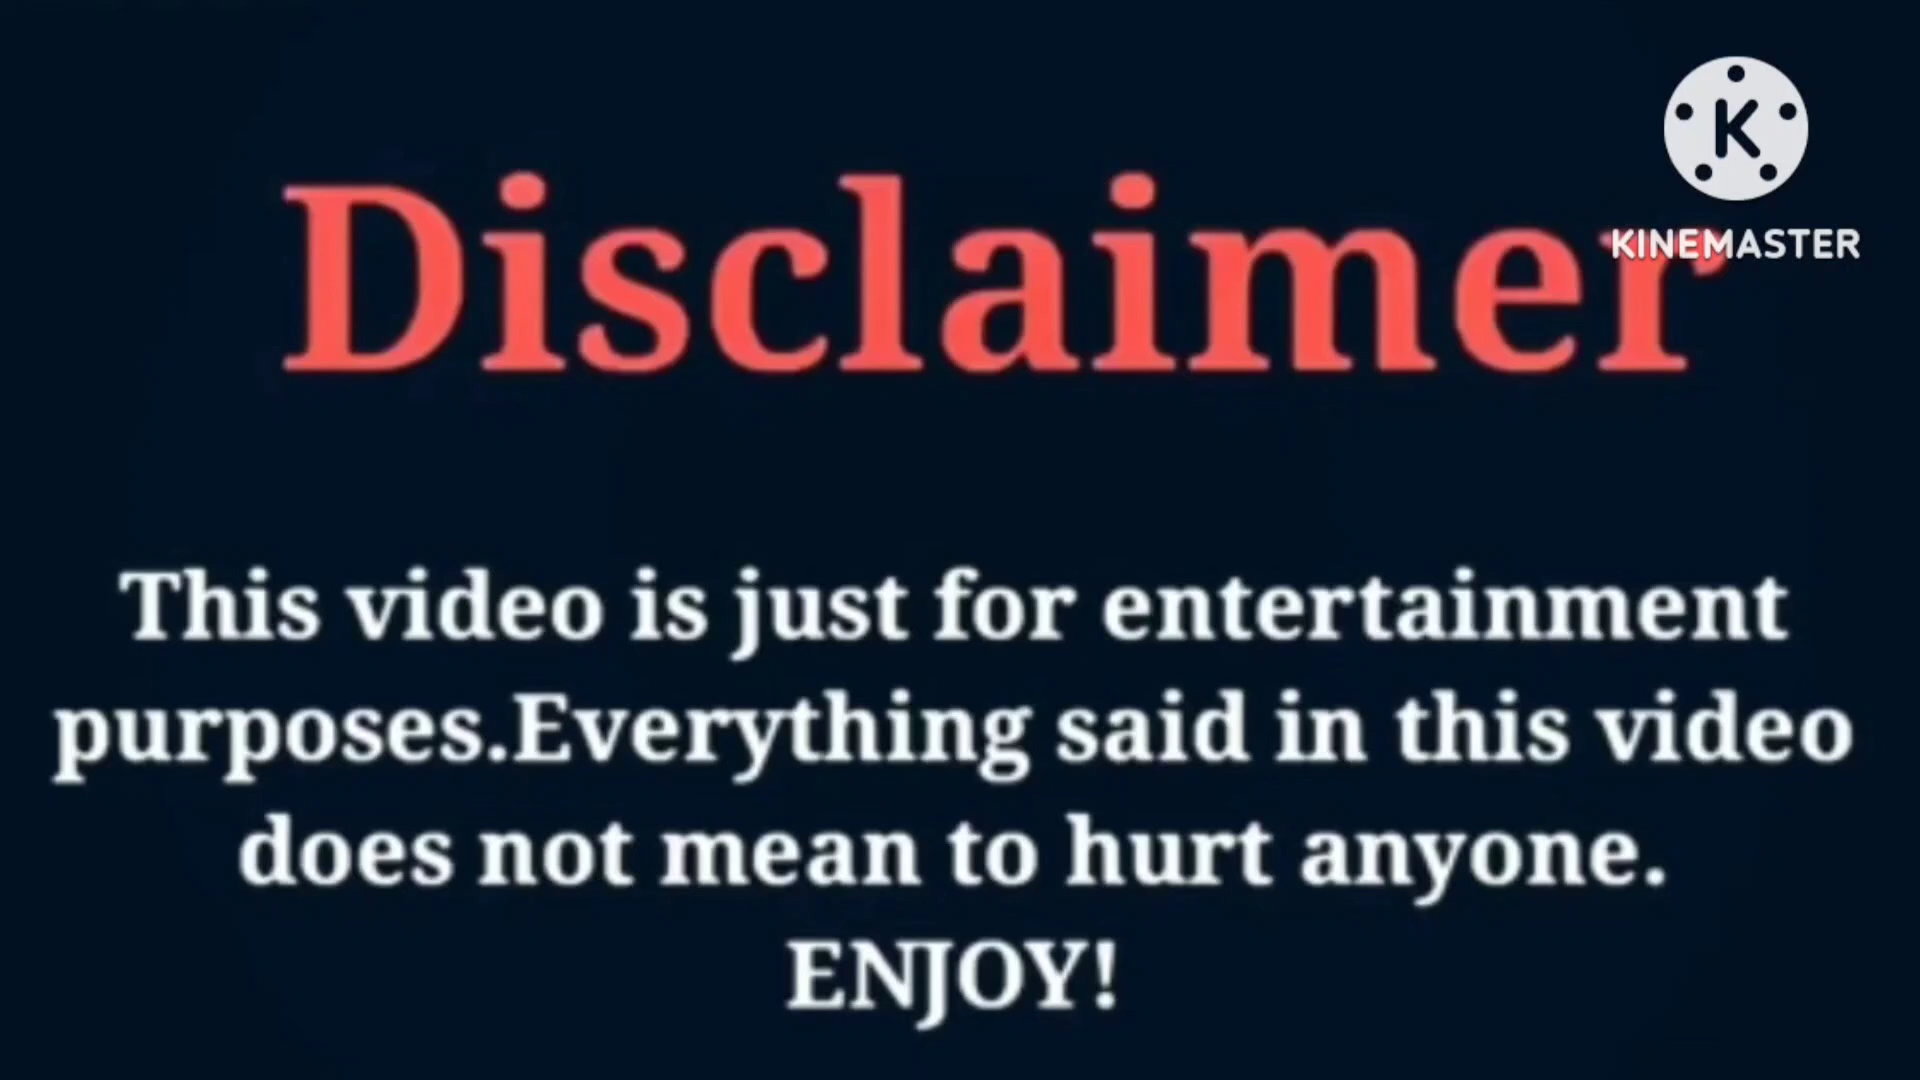 K
KINEMASTER
Disclaimer
This video is just for entertainment
purposes.Everything said in this video
does not mean to hurt anyone.
ENJOY!